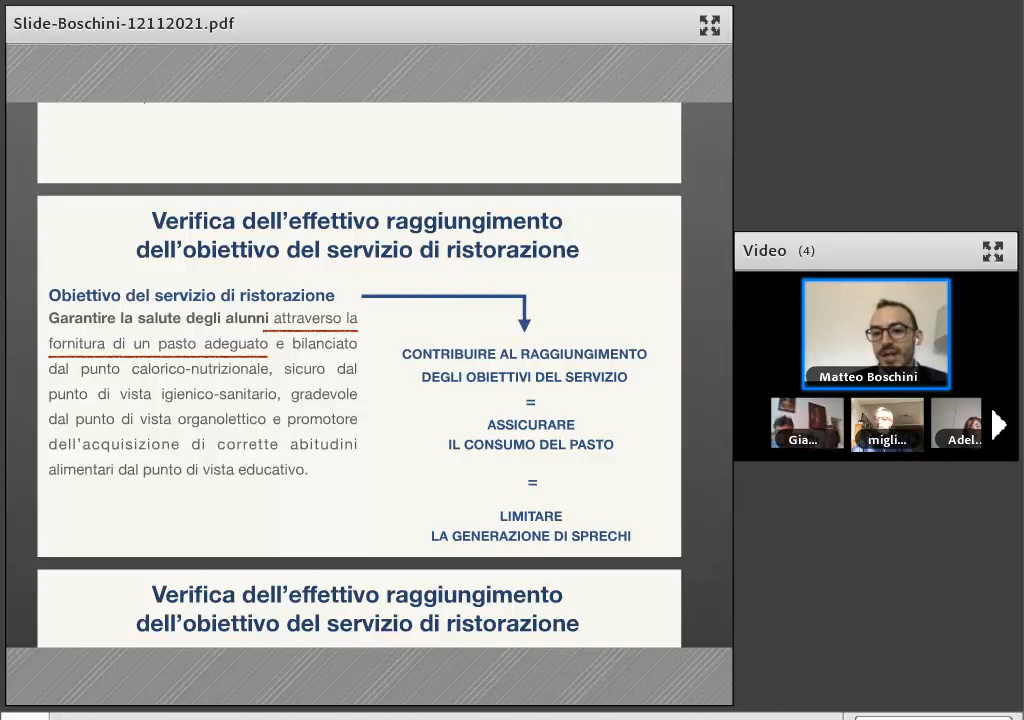 Slide-Boschini-12112021.pdf
Verifica dell'effettivo raggiungimento
dell'obiettivo del servizio di ristorazione
Obiettivo del servizio di ristorazione
Garantire la salute degli alunni attraverso la
fornitura di un pasto adeguato e bilanciato
dal punto calorico-nutrizionale, sicuro dal
punto di vista igienico-sanitario, gradevole
dal punto di vista organolettico e promotore
dell'acquisizione di corrette abitudini
alimentari dal punto di vista educativo.
CONTRIBUIRE AL RAGGIUNGIMENTO
DEGLI OBIETTIVI DEL SERVIZIO
=
ASSICURARE
IL CONSUMO DEL PASTO
=
LIMITARE
LA GENERAZIONE DI SPRECHI
Verifica dell'effettivo raggiungimento
dell'obiettivo del servizio di ristorazione
Video (4)
Matteo Boschini
Gia...
migli...
Adel...